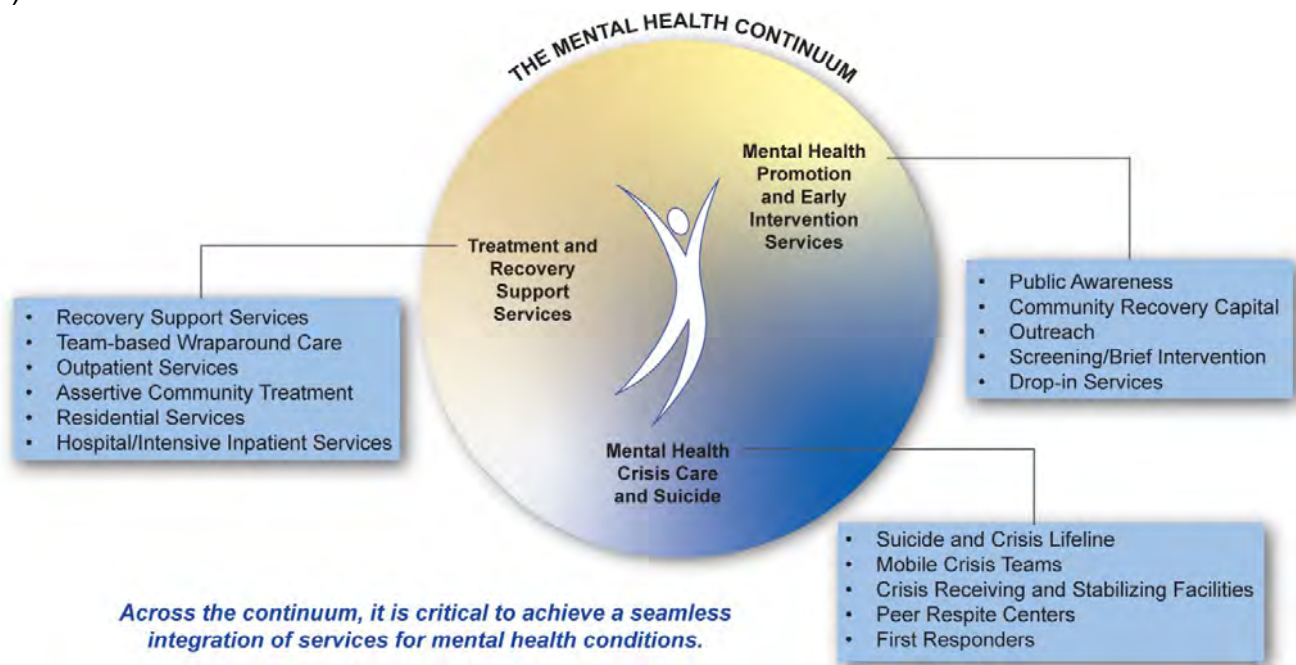 )
THE MENTAL HEALTH CONTINUUM
Mental Health
Promotion
and Early
Intervention
Services
Treatment and
Recovery
Support
Services
Mental Health
Crisis Care
and Suicide
• Recovery Support Services
• Team-based Wraparound Care
• Outpatient Services
• Assertive Community Treatment
• Residential Services
• Hospital/Intensive Inpatient Services
• Public Awareness
• Community Recovery Capital
• Outreach
• Screening/Brief Intervention
• Drop-in Services
• Suicide and Crisis Lifeline
• Mobile Crisis Teams
• Crisis Receiving and Stabilizing Facilities
• Peer Respite Centers
• First Responders
Across the continuum, it is critical to achieve a seamless
integration of services for mental health conditions.